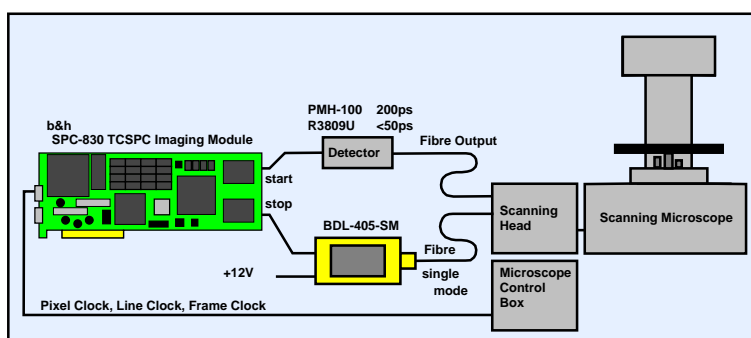 PMH-100 200ps
R3809U <50ps
b&h
SPC-830 TCSPC Imaging Module
Detector
Fibre Output
start
stop
Scanning
Head
Scanning Microscope
BDL-405-SM
Fibre
single
mode
+12V
Microscope
Control
Box
Pixel Clock, Line Clock, Frame Clock